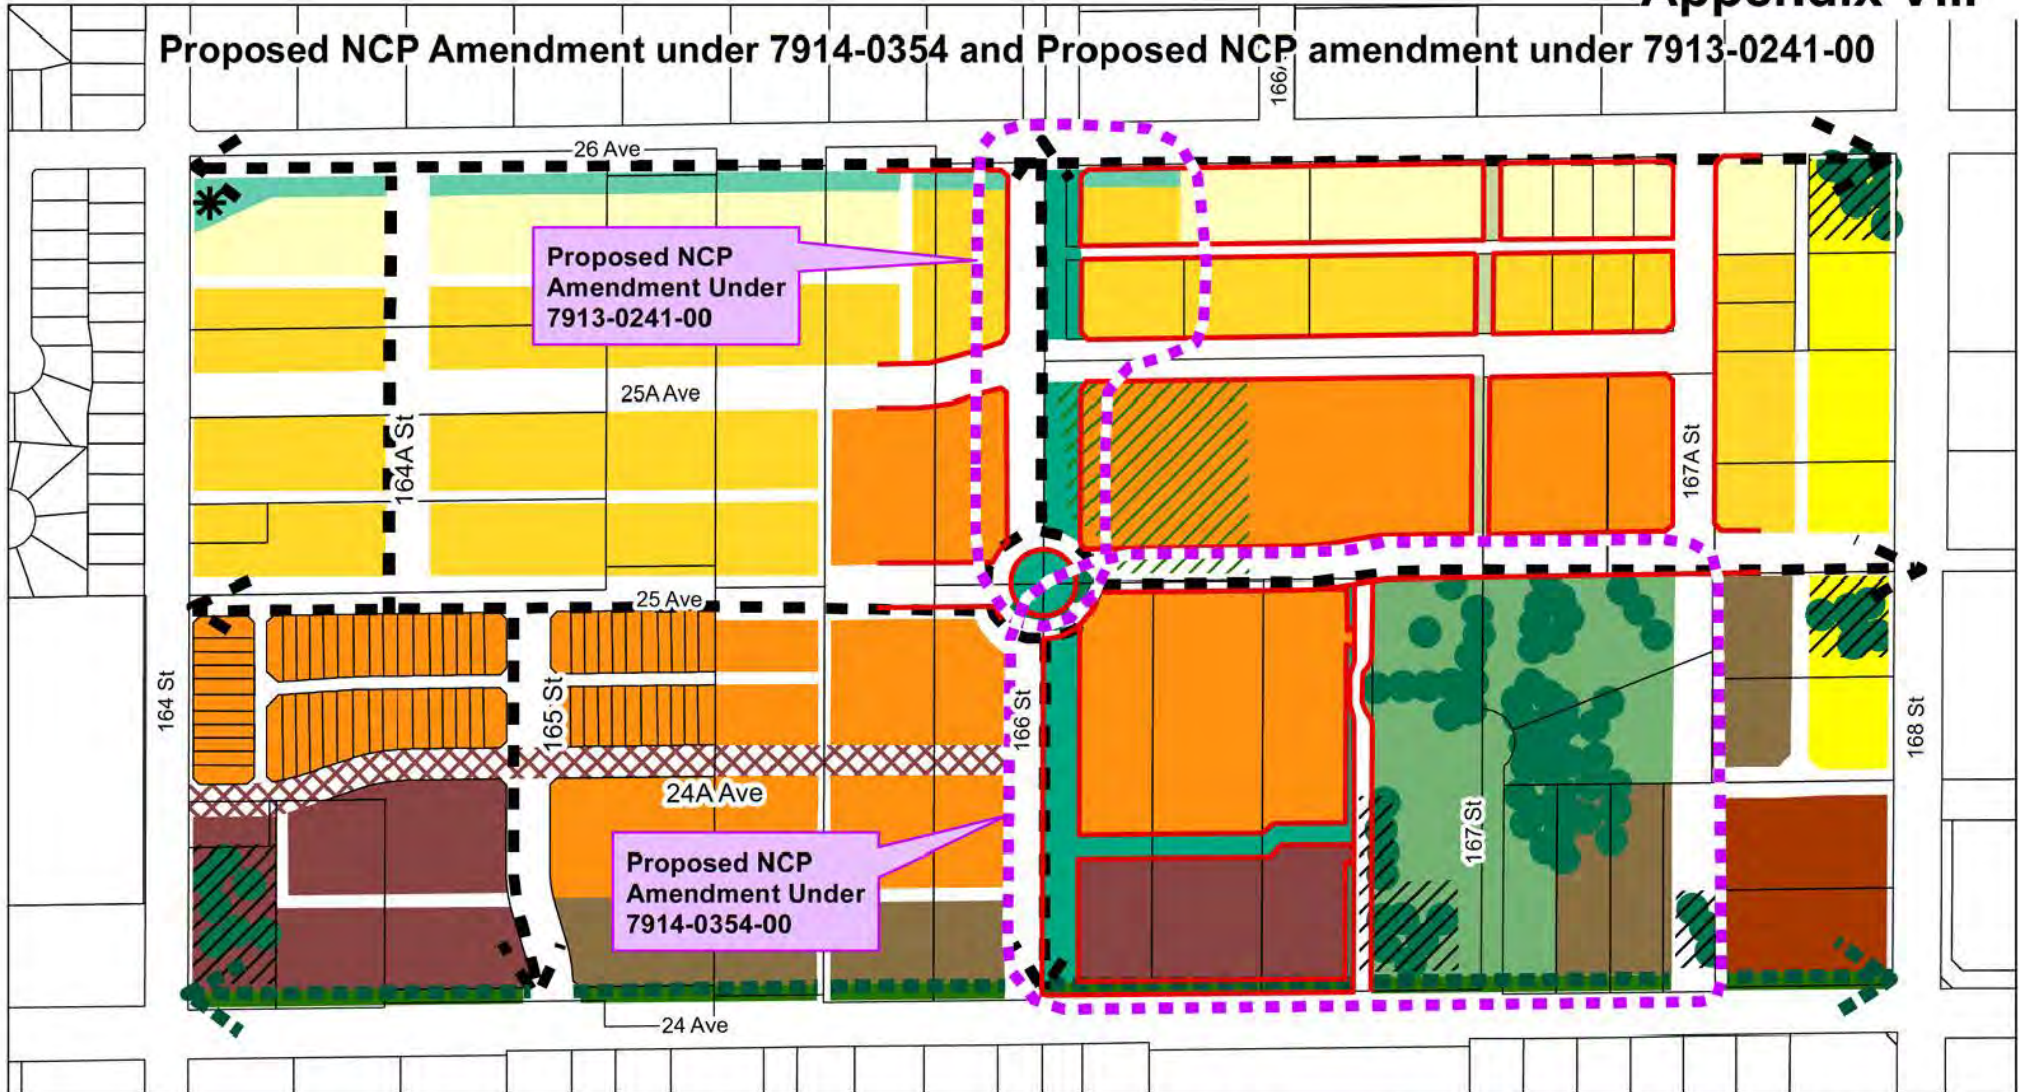 Appendix VIII
Proposed NCP Amendment under 7914-0354 and Proposed NCP amendment under 7913-0241-00
26 Ave
Proposed NCP
Amendment Under
7913-0241-00
25A Ave
164A St
167A St
25 Ave
164 St
165 St
166 St
168 St
24A Ave
167 St
Proposed NCP
Amendment Under
7914-0354-00
24 Ave